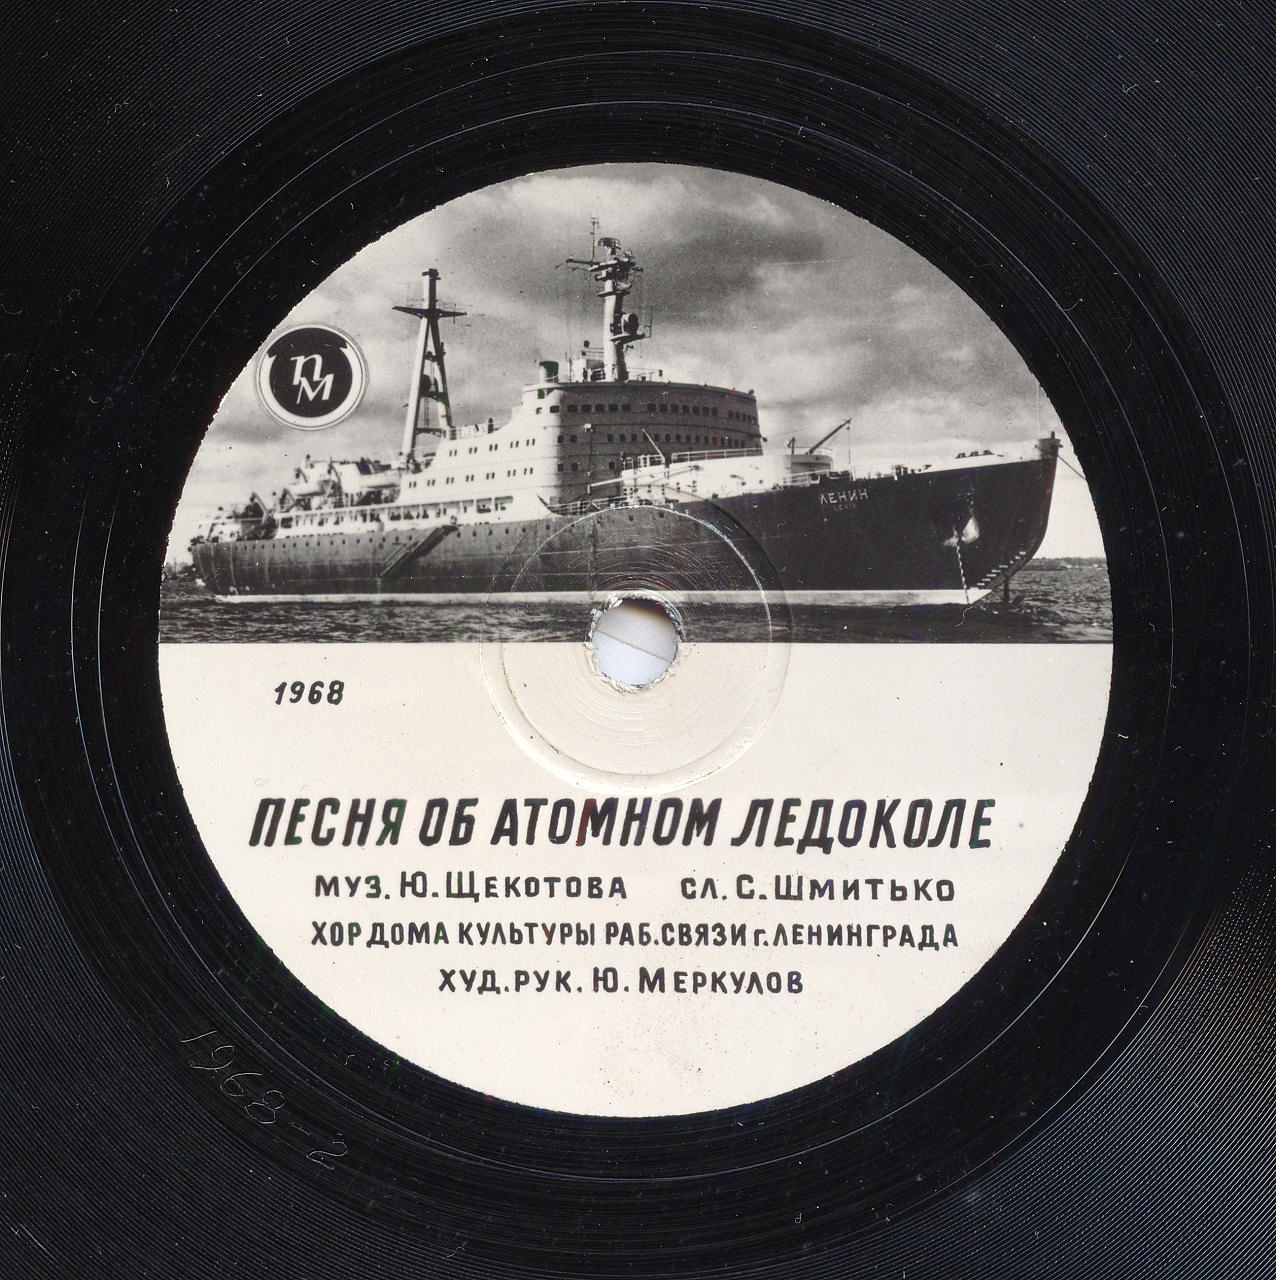 ПМ
ЛЕНИН
1968
ПЕСНЯ ОБ АТОМНОМ ЛЕДОКОЛЕ
МУЗ. Ю. ЩЕКОТОВА СЛ. С. ШМИТЬКО
ХОР ДОМА КУЛЬТУРЫ РАБ. СВЯЗИ г. ЛЕНИНГРАДА
ХУД. РУК. Ю. МЕРКУЛОВ
1968-2